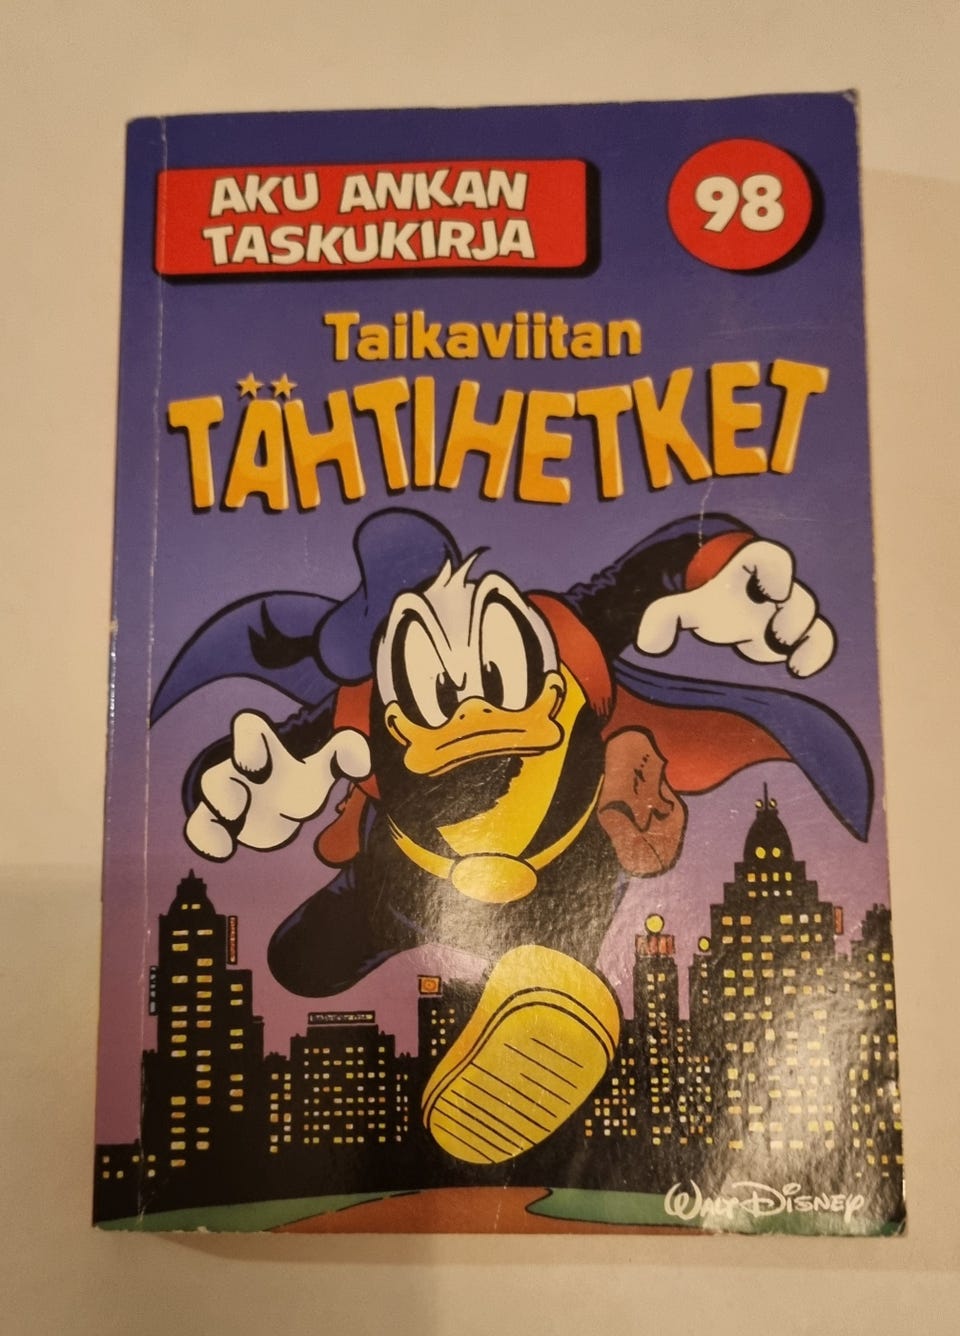 AKU ANKAN
TASKUKIRJA
98
Taikaviitan
TÄHTIHETKET
WALT DISNEY